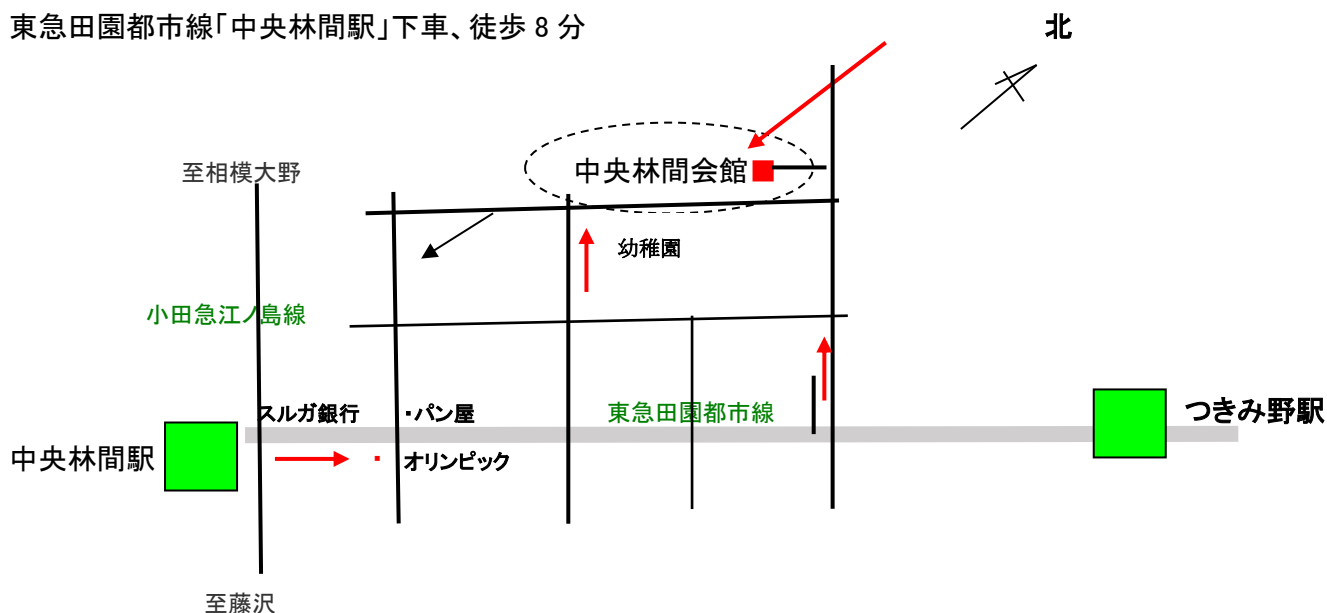 東急田園都市線「中央林間駅」下車、徒歩 8 分
北
中央林間会館
至相模大野
幼稚園
小田急江ノ島線
スルガ銀行
・パン屋
東急田園都市線
つきみ野駅
中央林間駅
オリンピック
至藤沢